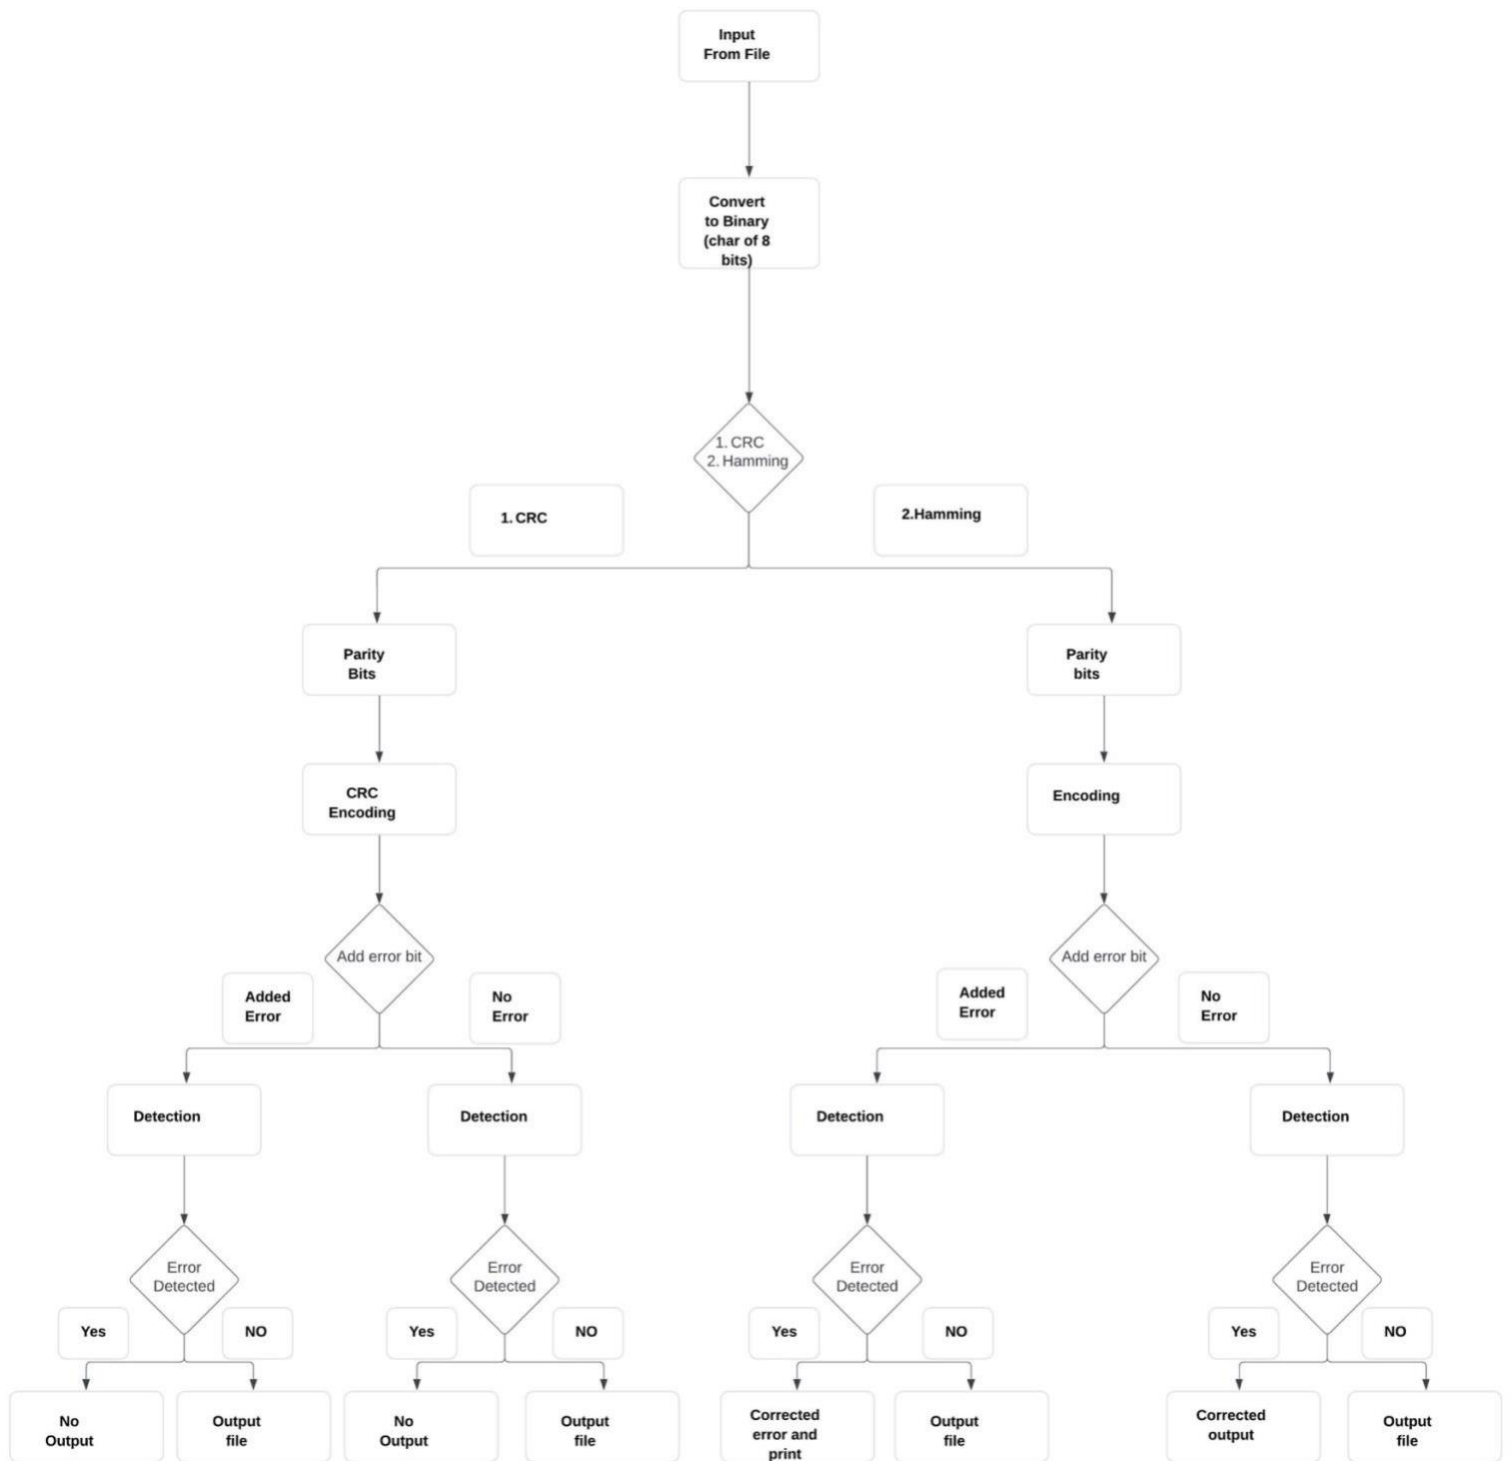 Input
From File
Convert
to Binary
(char of 8
bits)
1. CRC
2. Hamming
1. CRC
2.Hamming
Parity
Bits
Parity
bits
CRC
Encoding
Encoding
Add error bit
Add error bit
Added
Error
No
Error
Added
Error
No
Error
Detection
Detection
Detection
Detection
Error
Detected
Error
Detected
Error
Detected
Error
Detected
Yes
NO
Yes
NO
Yes
NO
Yes
NO
No
Output
Output
file
No
Output
Output
file
Corrected
error and
print
Output
file
Corrected
output
Output
file